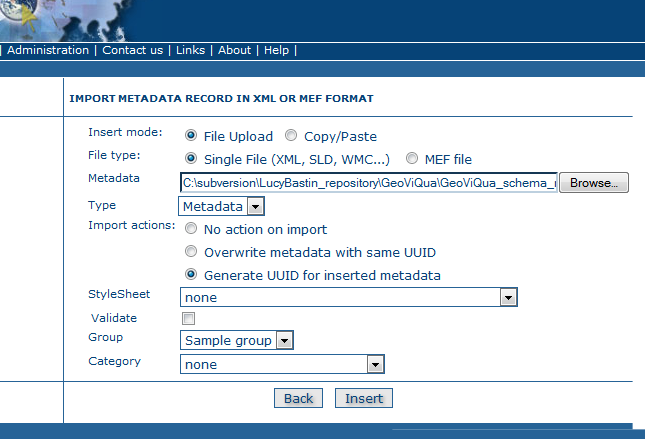 | Administration | Contact us | Links | About | Help |
IMPORT METADATA RECORD IN XML OR MEF FORMAT
Insert mode: File Upload Copy/Paste
File type: Single File (XML, SLD, WMC...) MEF file
Metadata C:\subversion\LucyBastin_repository\GeoViQua\GeoViQua_schema_ Browse...
Type Metadata
Import actions: No action on import
Overwrite metadata with same UUID
Generate UUID for inserted metadata
StyleSheet none
Validate
Group Sample group
Category none
Back Insert